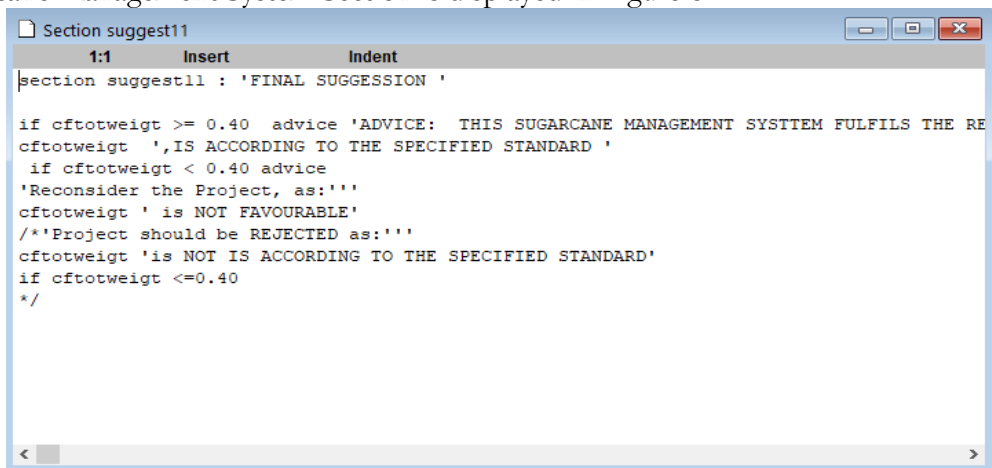 Section suggest11
1:1 Insert Indent
section suggest11 : 'FINAL SUGGESSION '
if cftotweigt >= 0.40 advice 'ADVICE: THIS SUGARCANE MANAGEMENT SYSTTEM FULFILS THE RE
cftotweigt ',IS ACCORDING TO THE SPECIFIED STANDARD '
if cftotweigt < 0.40 advice
'Reconsider the Project, as:'''
cftotweigt ' is NOT FAVOURABLE'
/*'Project should be REJECTED as:'''
cftotweigt 'is NOT IS ACCORDING TO THE SPECIFIED STANDARD'
if cftotweigt <=0.40
*/